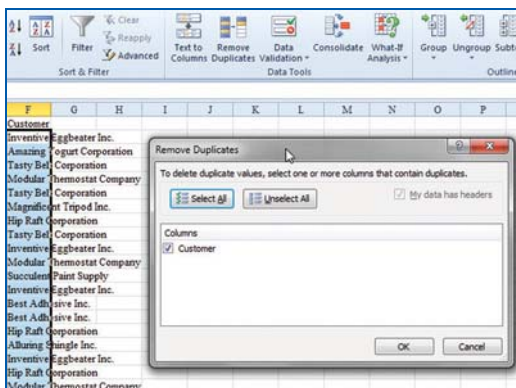 Clear
Reapply
Advanced
Sort
Filter
Sort & Filter
Text to Columns
Remove Duplicates
Data Validation
Consolidate
What-If Analysis
Data Tools
Group
Ungroup
Subto
Outline
F G H I J K L M N O P
Customer
Inventive Eggbeater Inc.
Amazing Yogurt Corporation
Tasty Bel Corporation
Modular Thermostat Company
Tasty Bel Corporation
Magnificent Tripod Inc.
Hip Raft Corporation
Tasty Bel Corporation
Inventive Eggbeater Inc.
Modular Thermostat Company
Succulent Paint Supply
Inventive Eggbeater Inc.
Best Adhesive Inc.
Best Adhesive Inc.
Hip Raft Corporation
Alluring Shingle Inc.
Inventive Eggbeater Inc.
Hip Raft Corporation
Modular Thermostat Company
Remove Duplicates
To delete duplicate values, select one or more columns that contain duplicates.
Select All
Unselect All
My data has headers
Columns
Customer
OK
Cancel